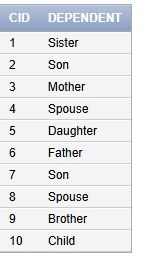 CID DEPENDENT
1 Sister
2 Son
3 Mother
4 Spouse
5 Daughter
6 Father
7 Son
8 Spouse
9 Brother
10 Child